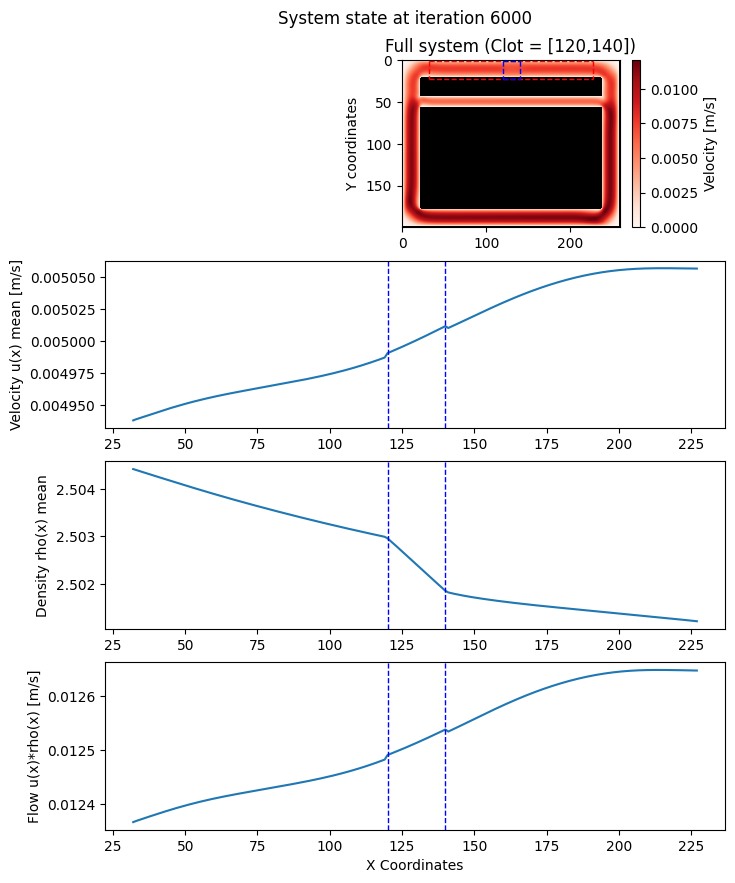 System state at iteration 6000
Full system (Clot = [120,140])
0
50
100
150
Y coordinates
0 100 200
0.0100
0.0075
0.0050
0.0025
0.0000
Velocity [m/s]
0.005050
0.005025
0.005000
0.004975
0.004950
Velocity u(x) mean [m/s]
25 50 75 100 125 150 175 200 225
2.504
2.503
2.502
Density rho(x) mean
25 50 75 100 125 150 175 200 225
0.0126
0.0125
0.0124
Flow u(x)*rho(x) [m/s]
25 50 75 100 125 150 175 200 225
X Coordinates